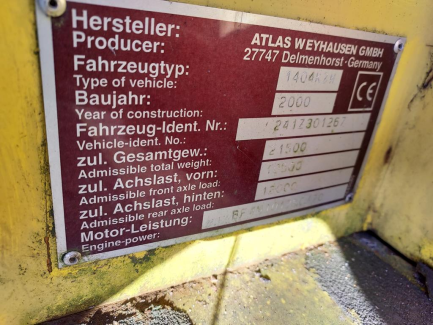 Hersteller:
Producer:
ATLAS WEYHAUSEN GMBH
27747 Delmenhorst - Germany
Fahrzeugtyp:
Type of vehicle:
CE
Baujahr:
2000
Year of construction:
Fahrzeug-Ident. Nr.:
Vehicle-ident. No.:
zul. Gesamtgew.:
21500
Admissible total weight:
zul. Achslast, vorn:
Admissible front axle load:
zul. Achslast, hinten:
Admissible rear axle load:
Motor-Leistung:
Engine-power: